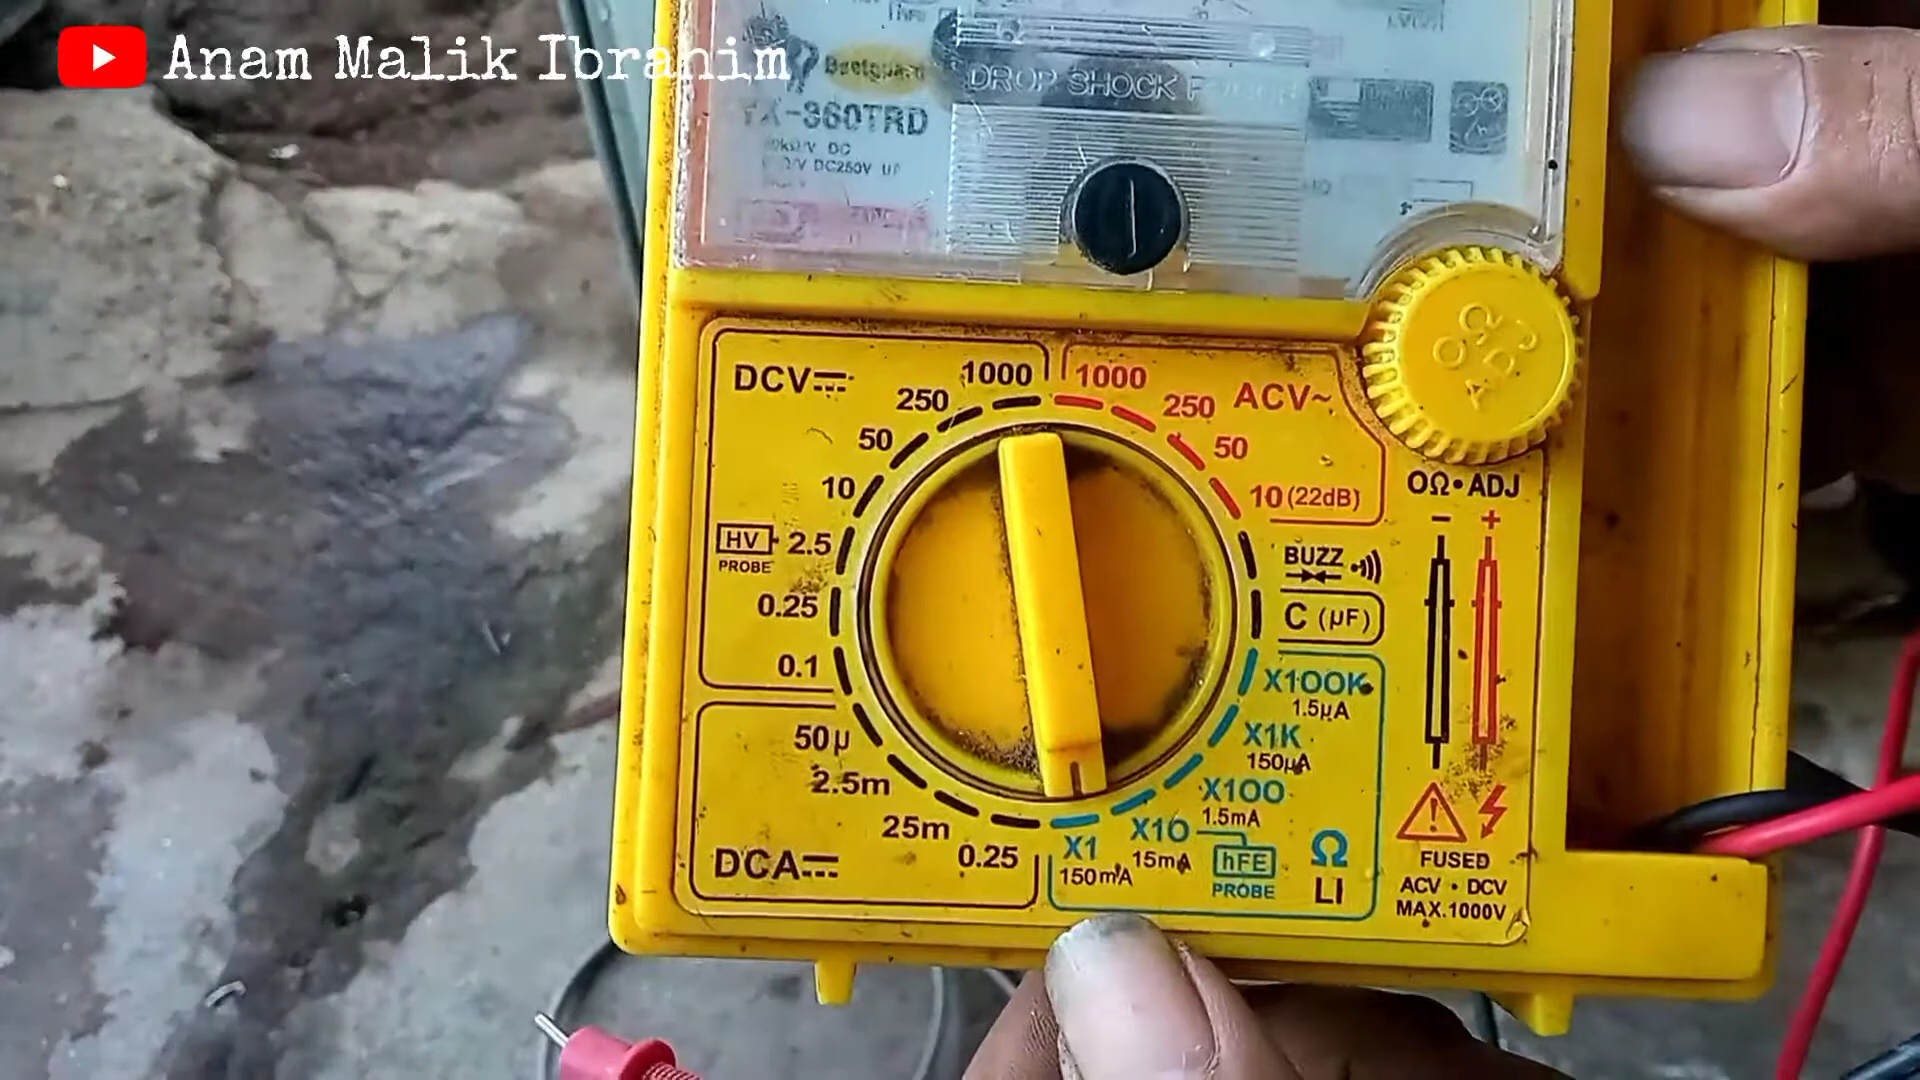 Anam Malik Ibrahim
DROP SHOCK
YX-360TRD
DC
DC250V UP
DCV
1000
250
50
10
HV
PROBE
2.5
0.25
0.1
1000
250
50
10 (22dB)
ACV~
0Ω•ADJ
- +
BUZZ
C (µF)
X100K
1.5µA
X1K
150µA
X100
1.5mA
X10
15mA
X1
150mA
hFE
PROBE
Ω
LI
50µ
2.5m
25m
0.25
DCA
FUSED
ACV • DCV
MAX.1000V